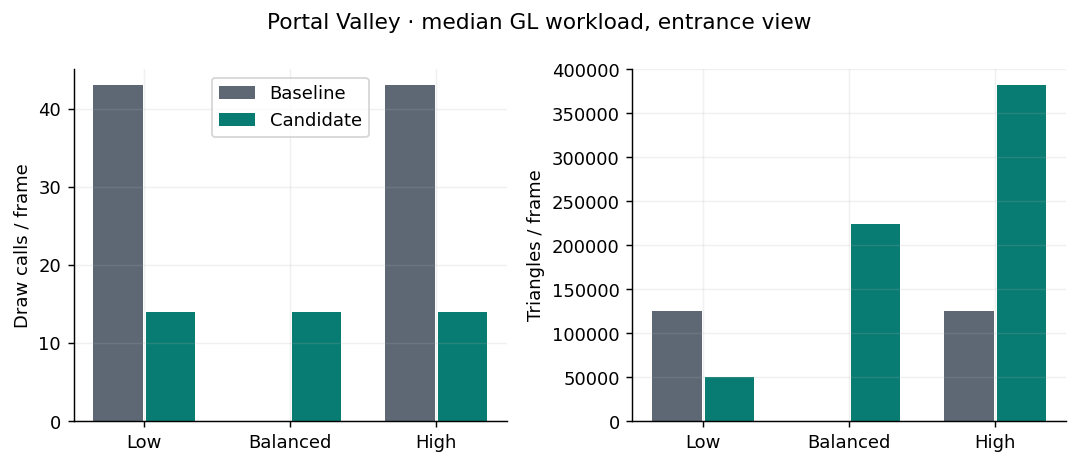 Portal Valley · median GL workload, entrance view
Draw calls / frame
40
30
20
10
0
Baseline
Candidate
Low
Balanced
High
Triangles / frame
400000
350000
300000
250000
200000
150000
100000
50000
0
Low
Balanced
High